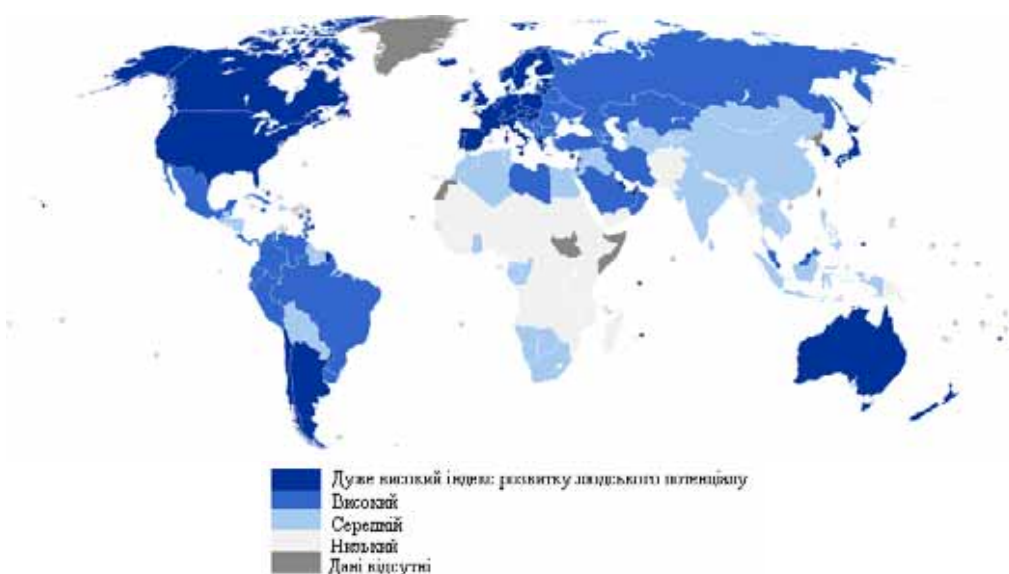 Дуже високий індекс розвитку людського потенціалу
Високий
Середній
Низький
Дані відсутні